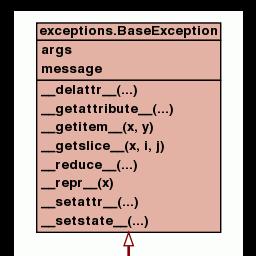 exceptions.BaseException
args
message
__delattr__(...)
__getattribute__(...)
__getitem__(x, y)
__getslice__(x, i, j)
__reduce__(...)
__repr__(x)
__setattr__(...)
__setstate__(...)